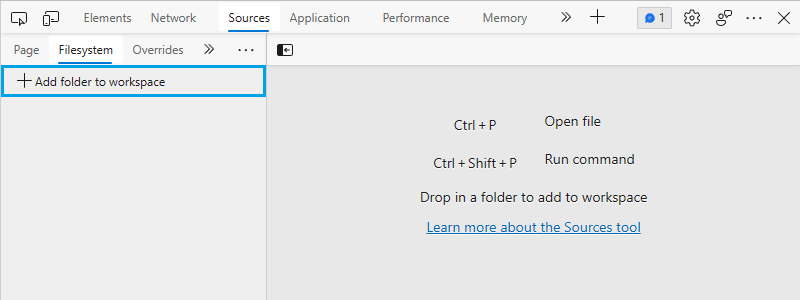 Elements Network Sources Application Performance Memory 1
Page Filesystem Overrides
Add folder to workspace
Ctrl + P Open file
Ctrl + Shift + P Run command
Drop in a folder to add to workspace
Learn more about the Sources tool